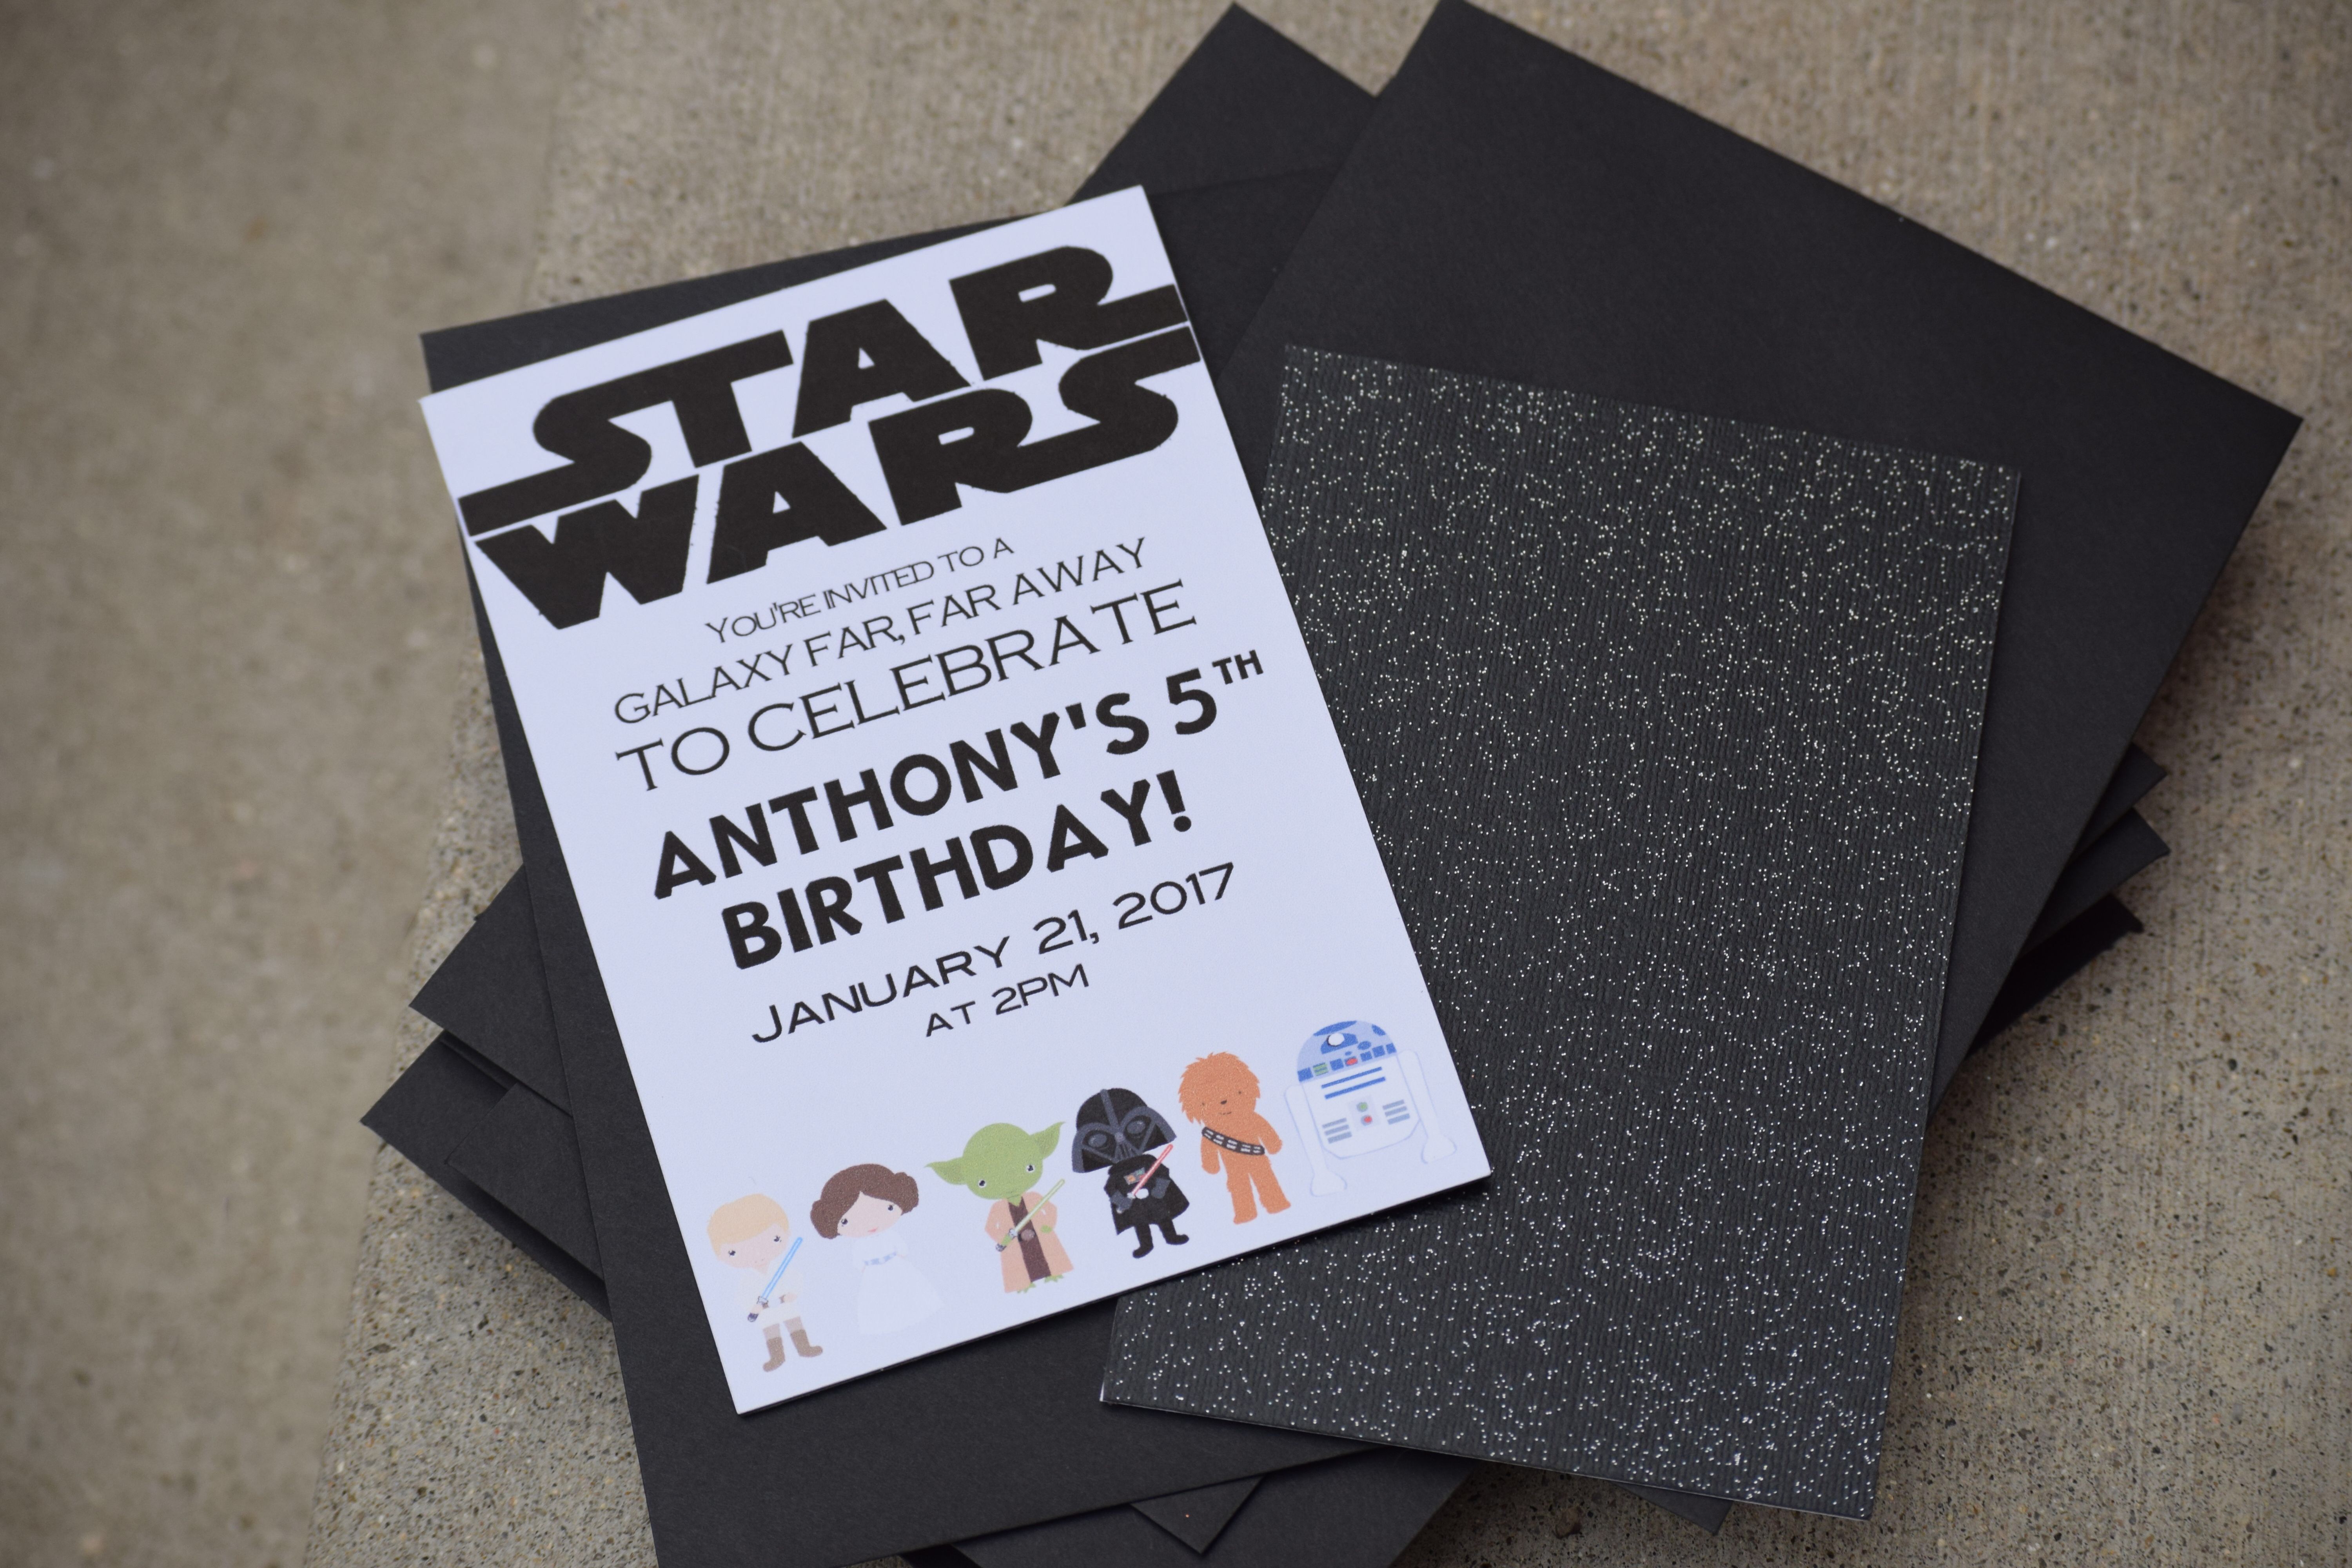 STAR
WARS
YOU'RE INVITED TO A
GALAXY FAR, FAR AWAY
TO CELEBRATE
ANTHONY'S 5TH
BIRTHDAY!
JANUARY 21, 2017
AT 2PM